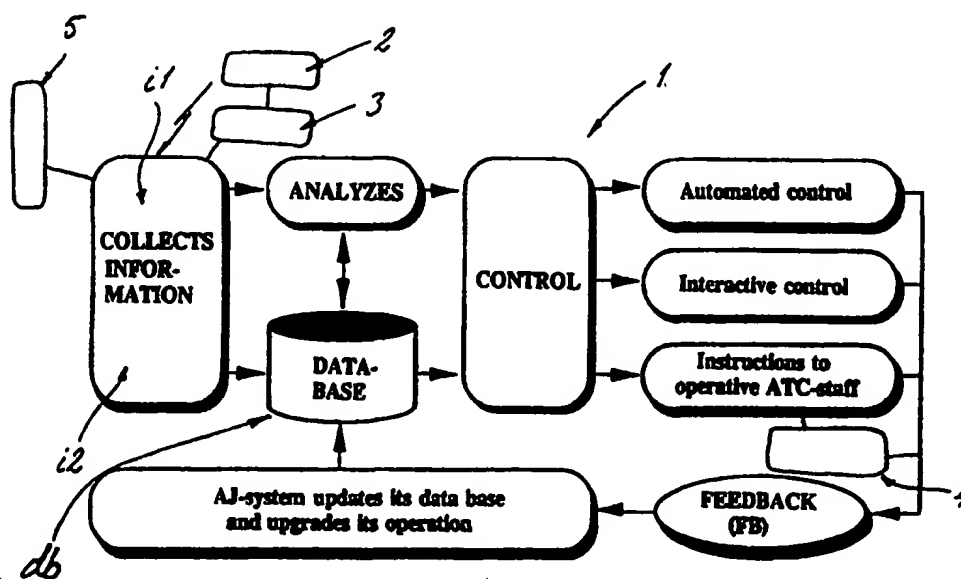 5
i1
2
3
1.
COLLECTS
INFOR-
MATION
ANALYZES
CONTROL
Automated control
Interactive control
DATA-
BASE
Instructions to
operative ATC-staff
i2
AJ-system updates its data base
and upgrades its operation
FEEDBACK
(FB)
db